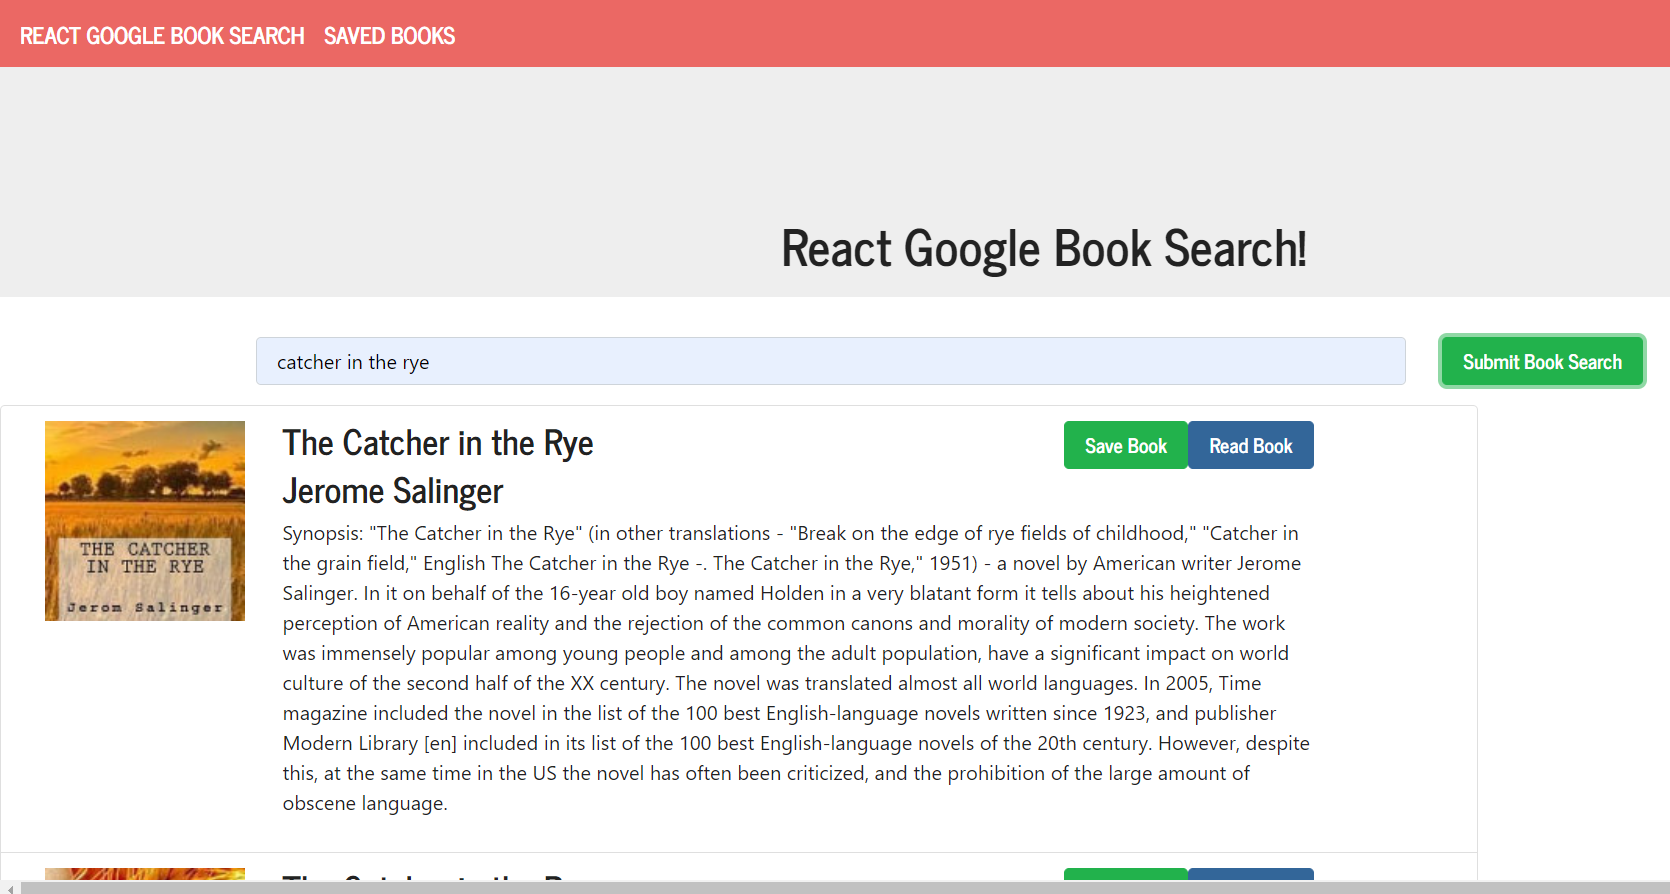 REACT GOOGLE BOOK SEARCH SAVED BOOKS
React Google Book Search!
catcher in the rye
Submit Book Search
THE CATCHER
IN THE RYE
Jerom Salinger
The Catcher in the Rye
Save Book Read Book
Jerome Salinger
Synopsis: "The Catcher in the Rye" (in other translations - "Break on the edge of rye fields of childhood," "Catcher in
the grain field," English The Catcher in the Rye -. The Catcher in the Rye," 1951) - a novel by American writer Jerome
Salinger. In it on behalf of the 16-year old boy named Holden in a very blatant form it tells about his heightened
perception of American reality and the rejection of the common canons and morality of modern society. The work
was immensely popular among young people and among the adult population, have a significant impact on world
culture of the second half of the XX century. The novel was translated almost all world languages. In 2005, Time
magazine included the novel in the list of the 100 best English-language novels written since 1923, and publisher
Modern Library [en] included in its list of the 100 best English-language novels of the 20th century. However, despite
this, at the same time in the US the novel has often been criticized, and the prohibition of the large amount of
obscene language.